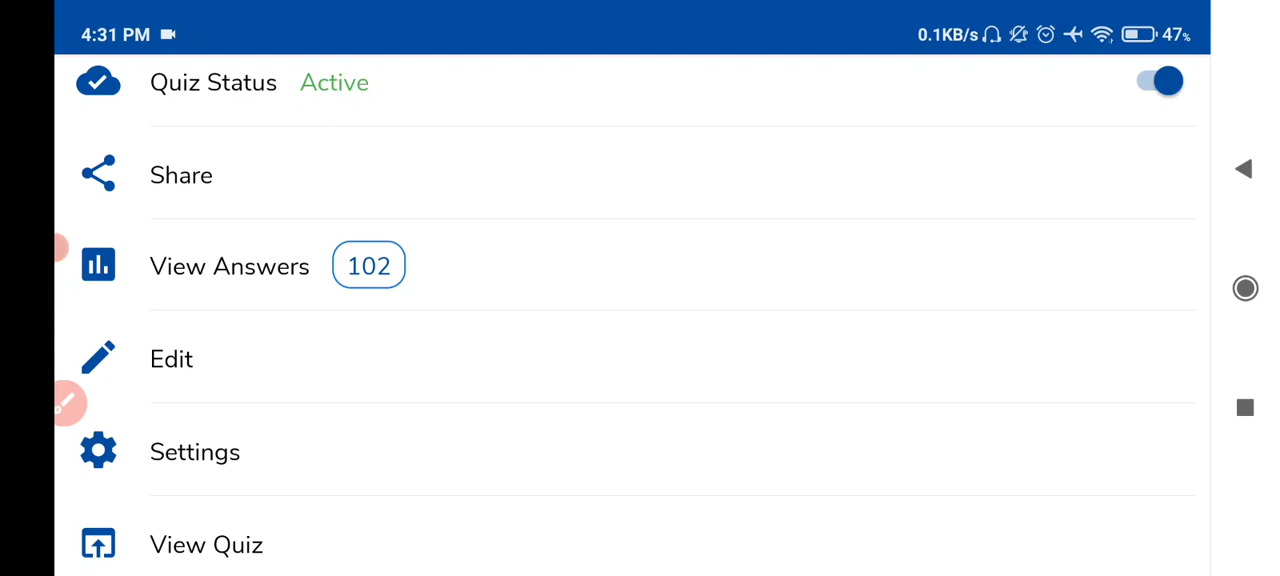 4:31 PM 0.1KB/s 47%
Quiz Status Active
Share
View Answers 102
Edit
Settings
View Quiz